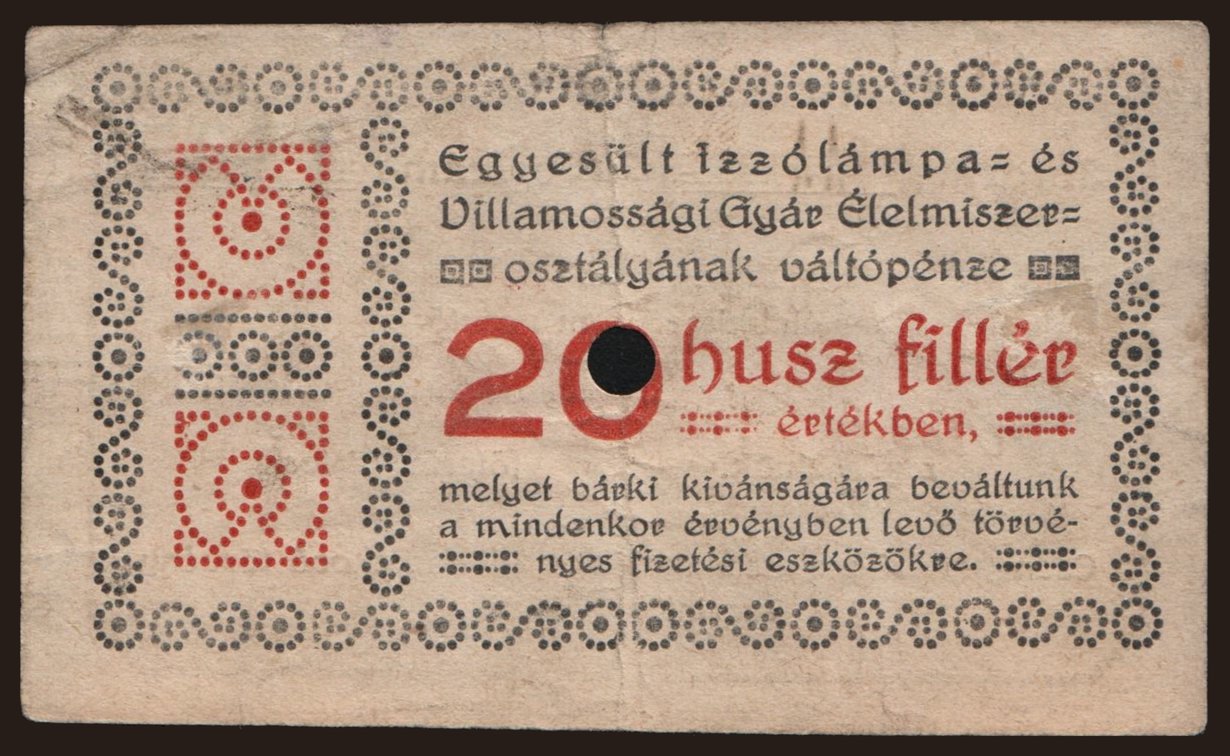 Egyesült izzólámpa= és
Villamossági Gyár Élelmiszer=
osztályának váltópénze
20 husz fillér
értékben,
melyet bárki kivánságára beváltunk
a mindenkor érvényben levő törvé-
nyes fizetési eszközökre.